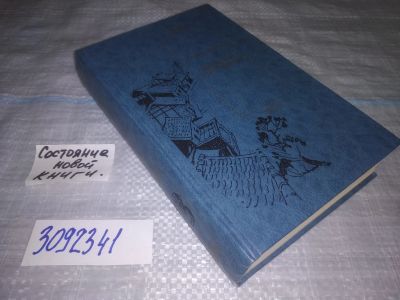 Состояние
новой
книги.
3092341